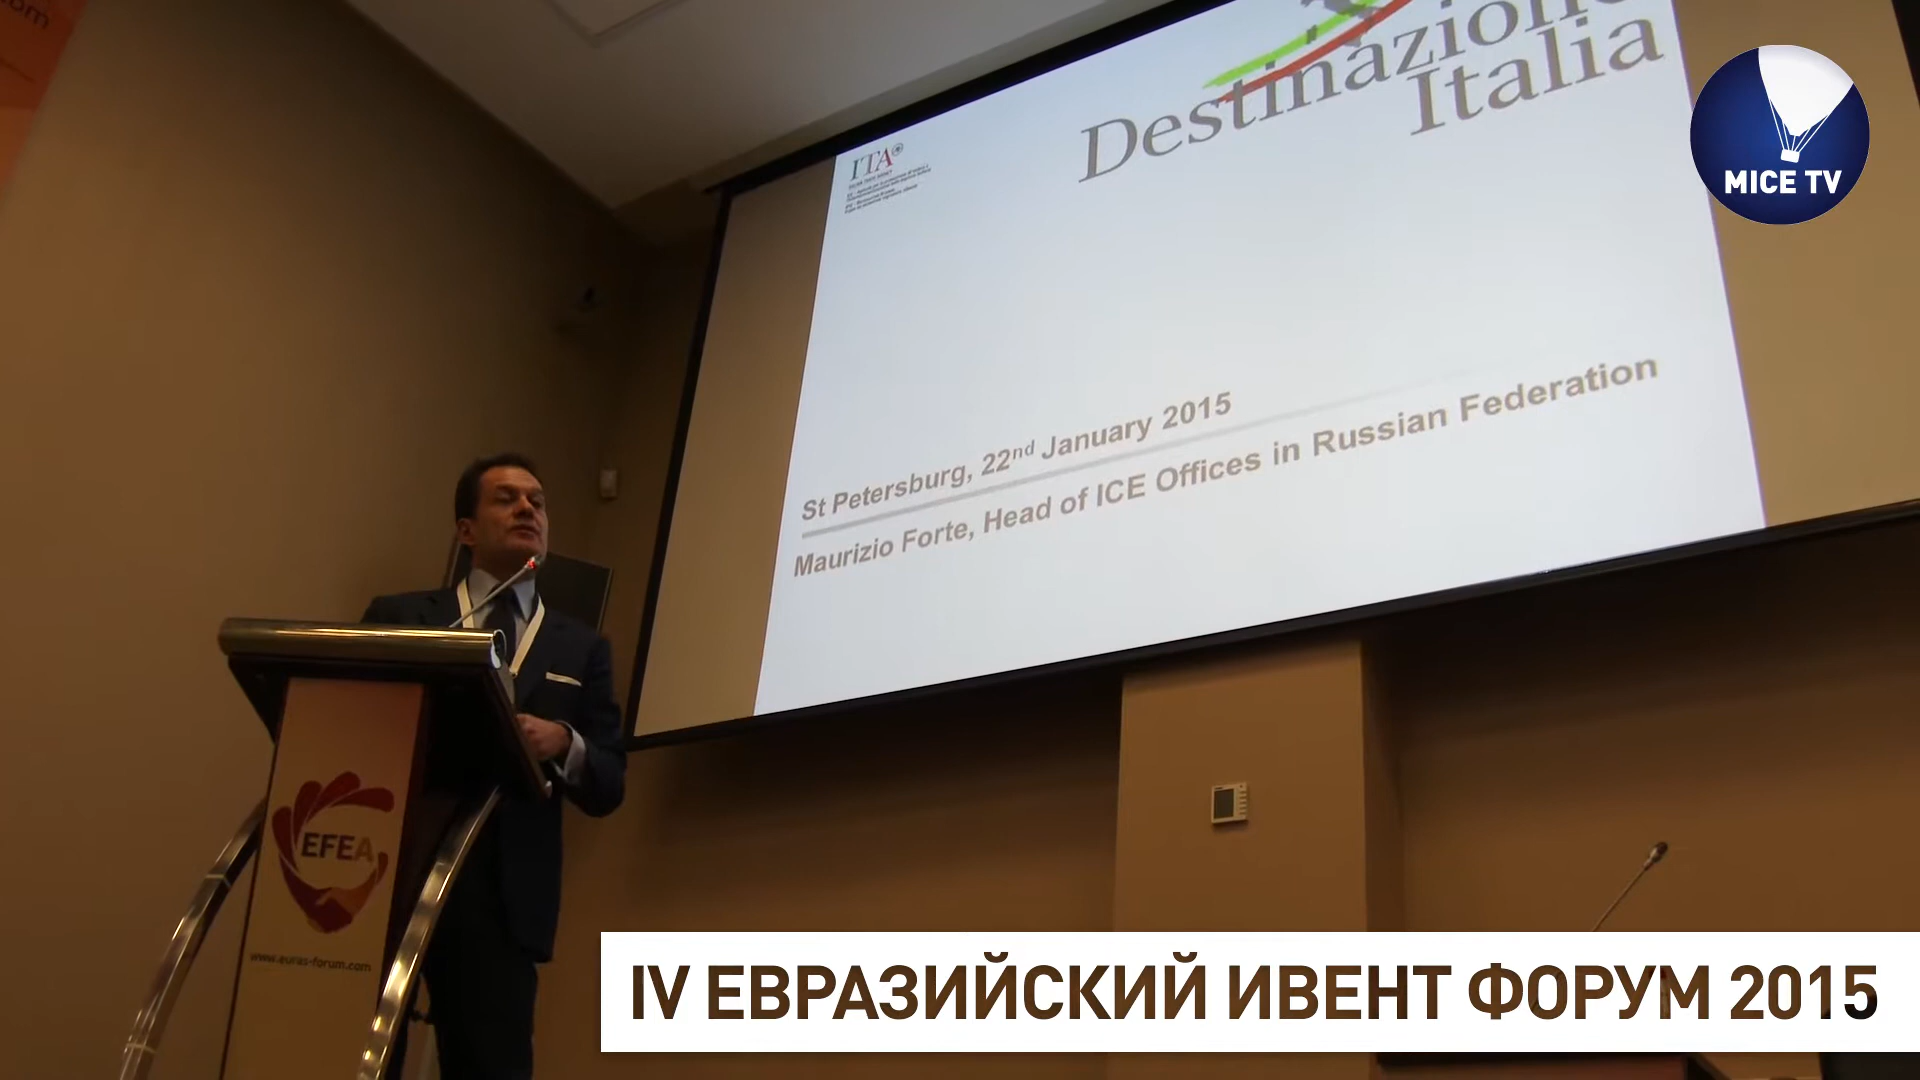 Destinazione
Italia
ITA
MICE TV
St Petersburg, 22nd January 2015
Maurizio Forte, Head of ICE Offices in Russian Federation
EFEA
www.euras-forum.com
IV ЕВРАЗИЙСКИЙ ИВЕНТ ФОРУМ 2015